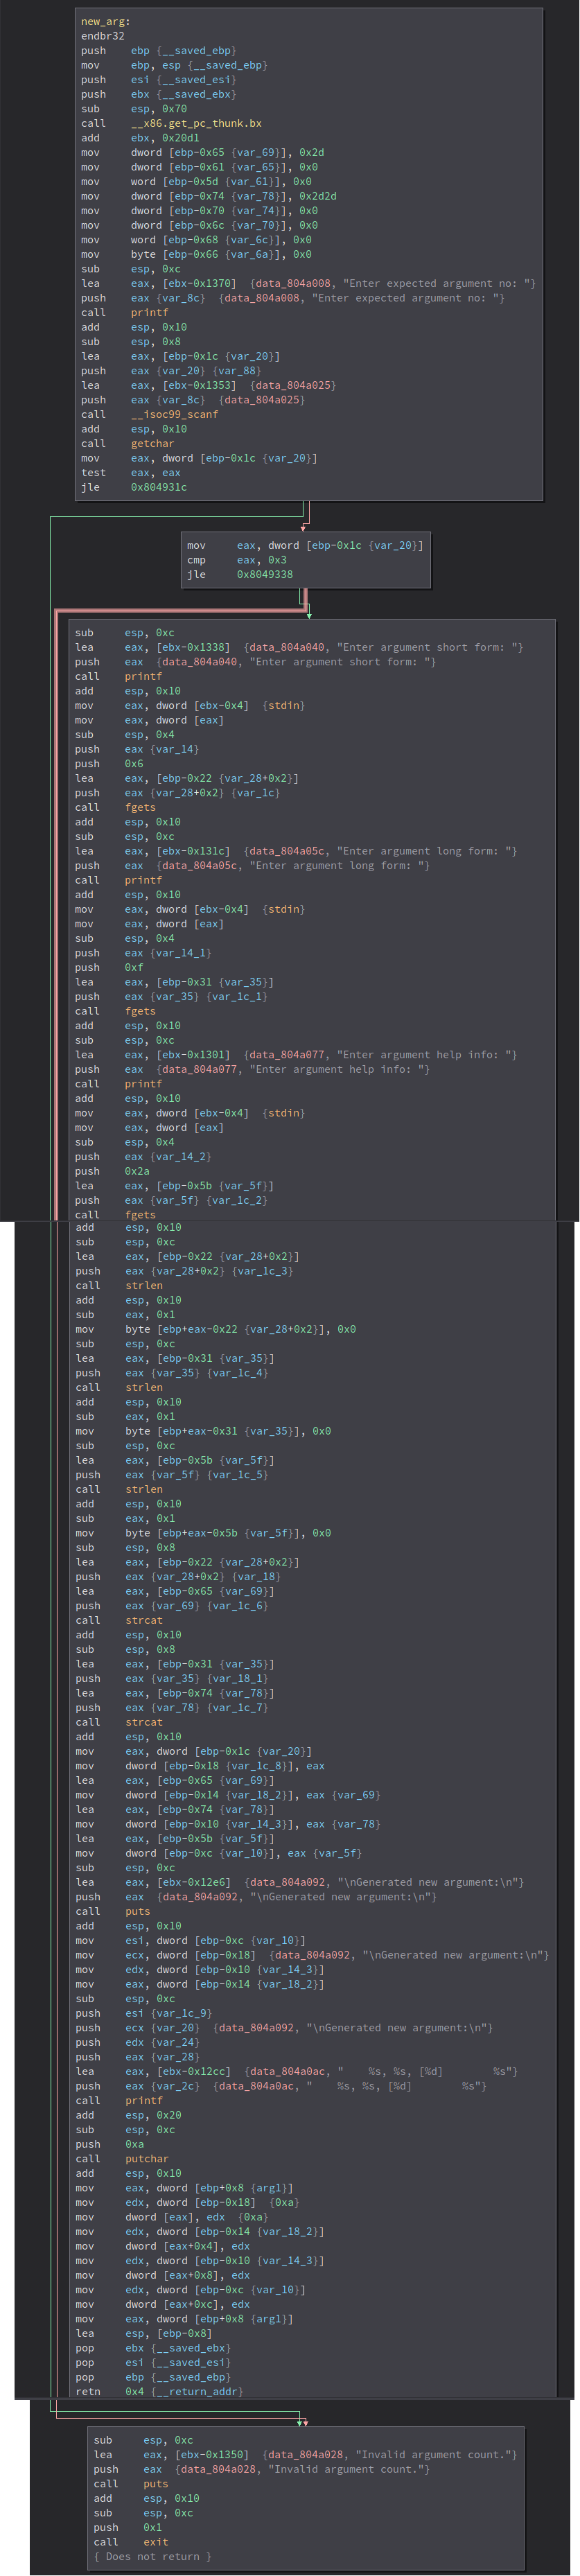 new_arg:
endbr32
push    ebp {__saved_ebp}
mov     ebp, esp {__saved_ebp}
push    esi {__saved_esi}
push    ebx {__saved_ebx}
sub     esp, 0x70
call    __x86.get_pc_thunk.bx
add     ebx, 0x20d1
mov     dword [ebp-0x65 {var_69}], 0x2d
mov     dword [ebp-0x61 {var_65}], 0x0
mov     word [ebp-0x5d {var_61}], 0x0
mov     dword [ebp-0x74 {var_78}], 0x2d2d
mov     dword [ebp-0x70 {var_74}], 0x0
mov     dword [ebp-0x6c {var_70}], 0x0
mov     word [ebp-0x68 {var_6c}], 0x0
mov     byte [ebp-0x66 {var_6a}], 0x0
sub     esp, 0xc
lea     eax, [ebx-0x1370]  {data_804a008, "Enter expected argument no: "}
push    eax {var_8c}  {data_804a008, "Enter expected argument no: "}
call    printf
add     esp, 0x10
sub     esp, 0x8
lea     eax, [ebp-0x1c {var_20}]
push    eax {var_20} {var_88}
lea     eax, [ebx-0x1353]  {data_804a025}
push    eax {var_8c}  {data_804a025}
call    __isoc99_scanf
add     esp, 0x10
call    getchar
mov     eax, dword [ebp-0x1c {var_20}]
test    eax, eax
jle     0x804931c
mov     eax, dword [ebp-0x1c {var_20}]
cmp     eax, 0x3
jle     0x8049338
sub     esp, 0xc
lea     eax, [ebx-0x1338]  {data_804a040, "Enter argument short form: "}
push    eax  {data_804a040, "Enter argument short form: "}
call    printf
add     esp, 0x10
mov     eax, dword [ebx-0x4]  {stdin}
mov     eax, dword [eax]
sub     esp, 0x4
push    eax {var_14}
push    0x6
lea     eax, [ebp-0x22 {var_28+0x2}]
push    eax {var_28+0x2} {var_1c}
call    fgets
add     esp, 0x10
sub     esp, 0xc
lea     eax, [ebx-0x131c]  {data_804a05c, "Enter argument long form: "}
push    eax  {data_804a05c, "Enter argument long form: "}
call    printf
add     esp, 0x10
mov     eax, dword [ebx-0x4]  {stdin}
mov     eax, dword [eax]
sub     esp, 0x4
push    eax {var_14_1}
push    0xf
lea     eax, [ebp-0x31 {var_35}]
push    eax {var_35} {var_1c_1}
call    fgets
add     esp, 0x10
sub     esp, 0xc
lea     eax, [ebx-0x1301]  {data_804a077, "Enter argument help info: "}
push    eax  {data_804a077, "Enter argument help info: "}
call    printf
add     esp, 0x10
mov     eax, dword [ebx-0x4]  {stdin}
mov     eax, dword [eax]
sub     esp, 0x4
push    eax {var_14_2}
push    0x2a
lea     eax, [ebp-0x5b {var_5f}]
push    eax {var_5f} {var_1c_2}
call    fgets
add     esp, 0x10
sub     esp, 0xc
lea     eax, [ebp-0x22 {var_28+0x2}]
push    eax {var_28+0x2} {var_1c_3}
call    strlen
add     esp, 0x10
sub     eax, 0x1
mov     byte [ebp+eax-0x22 {var_28+0x2}], 0x0
sub     esp, 0xc
lea     eax, [ebp-0x31 {var_35}]
push    eax {var_35} {var_1c_4}
call    strlen
add     esp, 0x10
sub     eax, 0x1
mov     byte [ebp+eax-0x31 {var_35}], 0x0
sub     esp, 0xc
lea     eax, [ebp-0x5b {var_5f}]
push    eax {var_5f} {var_1c_5}
call    strlen
add     esp, 0x10
sub     eax, 0x1
mov     byte [ebp+eax-0x5b {var_5f}], 0x0
sub     esp, 0x8
lea     eax, [ebp-0x22 {var_28+0x2}]
push    eax {var_28+0x2} {var_18}
lea     eax, [ebp-0x65 {var_69}]
push    eax {var_69} {var_1c_6}
call    strcat
add     esp, 0x10
sub     esp, 0x8
lea     eax, [ebp-0x31 {var_35}]
push    eax {var_35} {var_18_1}
lea     eax, [ebp-0x74 {var_78}]
push    eax {var_78} {var_1c_7}
call    strcat
add     esp, 0x10
mov     eax, dword [ebp-0x1c {var_20}]
mov     dword [ebp-0x18 {var_1c_8}], eax
lea     eax, [ebp-0x65 {var_69}]
mov     dword [ebp-0x14 {var_18_2}], eax {var_69}
lea     eax, [ebp-0x74 {var_78}]
mov     dword [ebp-0x10 {var_14_3}], eax {var_78}
lea     eax, [ebp-0x5b {var_5f}]
mov     dword [ebp-0xc {var_10}], eax {var_5f}
sub     esp, 0xc
lea     eax, [ebx-0x12e6]  {data_804a092, "\nGenerated new argument:\n"}
push    eax  {data_804a092, "\nGenerated new argument:\n"}
call    puts
add     esp, 0x10
mov     esi, dword [ebp-0xc {var_10}]
mov     ecx, dword [ebp-0x18]  {data_804a092, "\nGenerated new argument:\n"}
mov     edx, dword [ebp-0x10 {var_14_3}]
mov     eax, dword [ebp-0x14 {var_18_2}]
sub     esp, 0xc
push    esi {var_1c_9}
push    ecx {var_20}  {data_804a092, "\nGenerated new argument:\n"}
push    edx {var_24}
push    eax {var_28}
lea     eax, [ebx-0x12cc]  {data_804a0ac, "    %s, %s, [%d]        %s"}
push    eax {var_2c}  {data_804a0ac, "    %s, %s, [%d]        %s"}
call    printf
add     esp, 0x20
sub     esp, 0xc
push    0xa
call    putchar
add     esp, 0x10
mov     eax, dword [ebp+0x8 {arg1}]
mov     edx, dword [ebp-0x18]  {0xa}
mov     dword [eax], edx  {0xa}
mov     edx, dword [ebp-0x14 {var_18_2}]
mov     dword [eax+0x4], edx
mov     edx, dword [ebp-0x10 {var_14_3}]
mov     dword [eax+0x8], edx
mov     edx, dword [ebp-0xc {var_10}]
mov     dword [eax+0xc], edx
mov     eax, dword [ebp+0x8 {arg1}]
lea     esp, [ebp-0x8]
pop     ebx {__saved_ebx}
pop     esi {__saved_esi}
pop     ebp {__saved_ebp}
retn    0x4 {__return_addr}
sub     esp, 0xc
lea     eax, [ebx-0x1350]  {data_804a028, "Invalid argument count."}
push    eax  {data_804a028, "Invalid argument count."}
call    puts
add     esp, 0x10
sub     esp, 0xc
push    0x1
call    exit
{ Does not return }